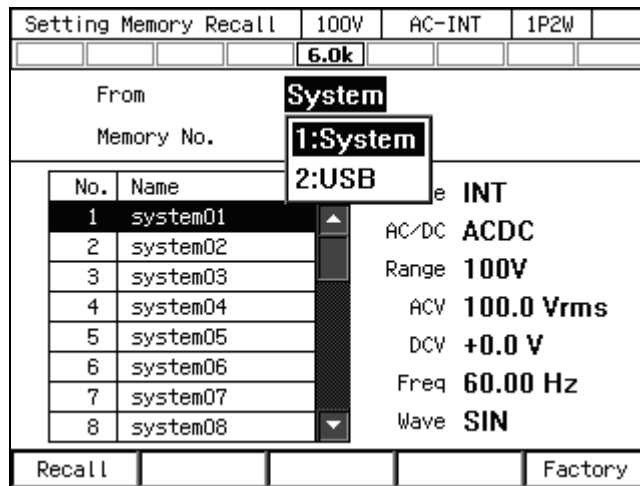 Setting Memory Recall 100V AC-INT 1P2W
6.0k
From System
Memory No.
1:System
2:USB
No. Name
e INT
1 system01
AC/DC ACDC
2 system02
3 system03
Range 100V
4 system04
ACV 100.0 Vrms
5 system05
DCV +0.0 V
6 system06
Freq 60.00 Hz
7 system07
8 system08
Wave SIN
Recall Factory